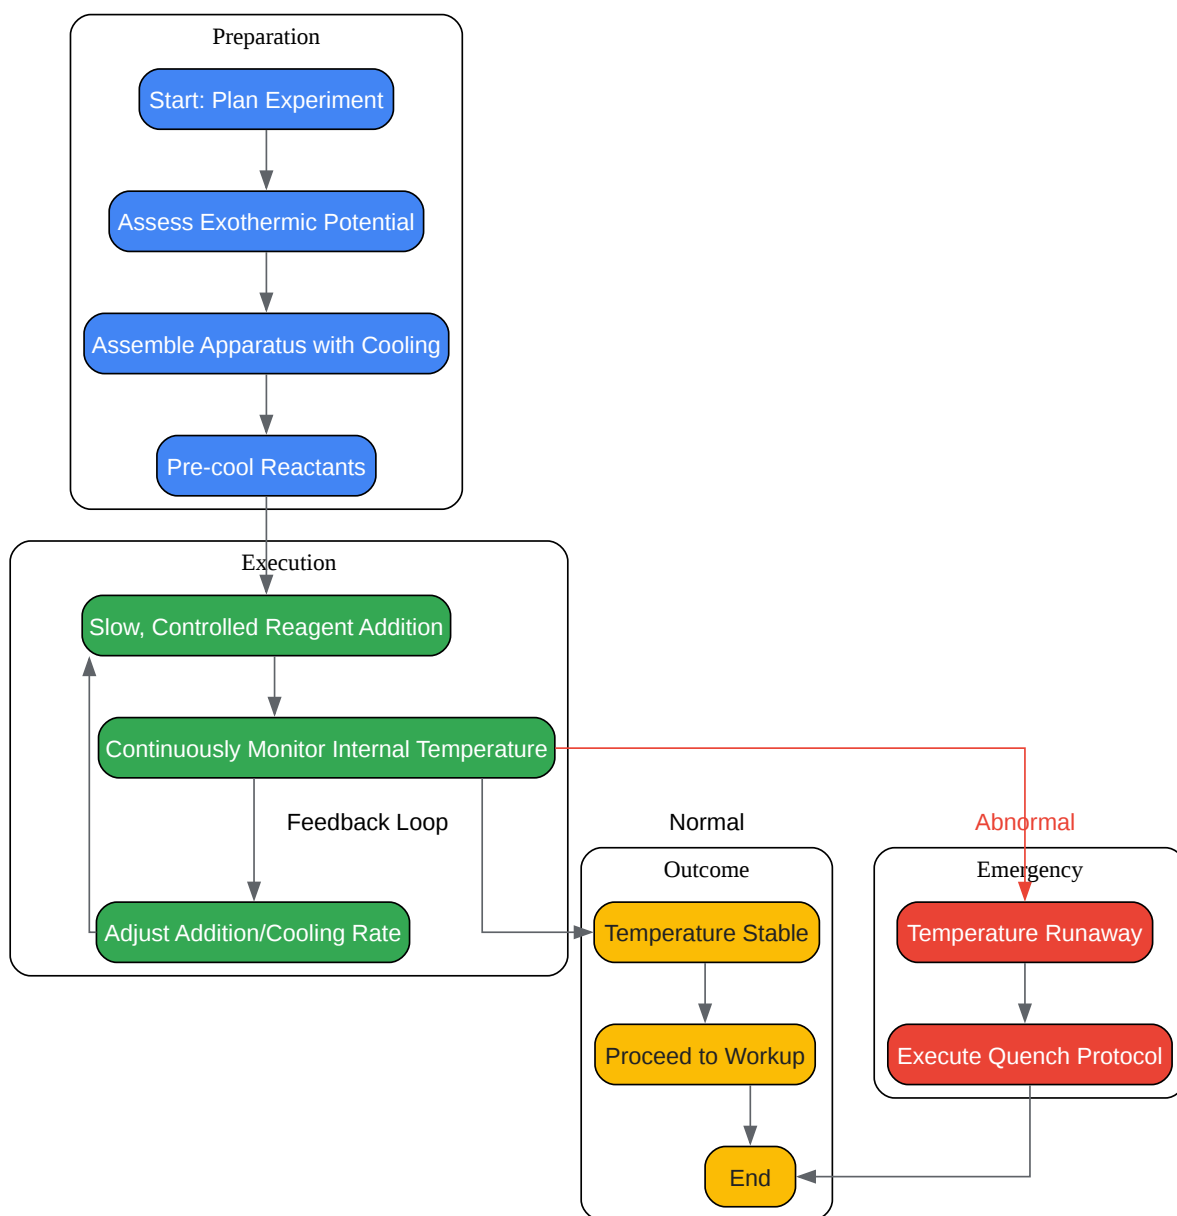 Preparation
Start: Plan Experiment
Assess Exothermic Potential
Assemble Apparatus with Cooling
Pre-cool Reactants
Execution
Slow, Controlled Reagent Addition
Continuously Monitor Internal Temperature
Feedback Loop
Adjust Addition/Cooling Rate
Normal
Outcome
Temperature Stable
Proceed to Workup
End
Abnormal
Emergency
Temperature Runaway
Execute Quench Protocol